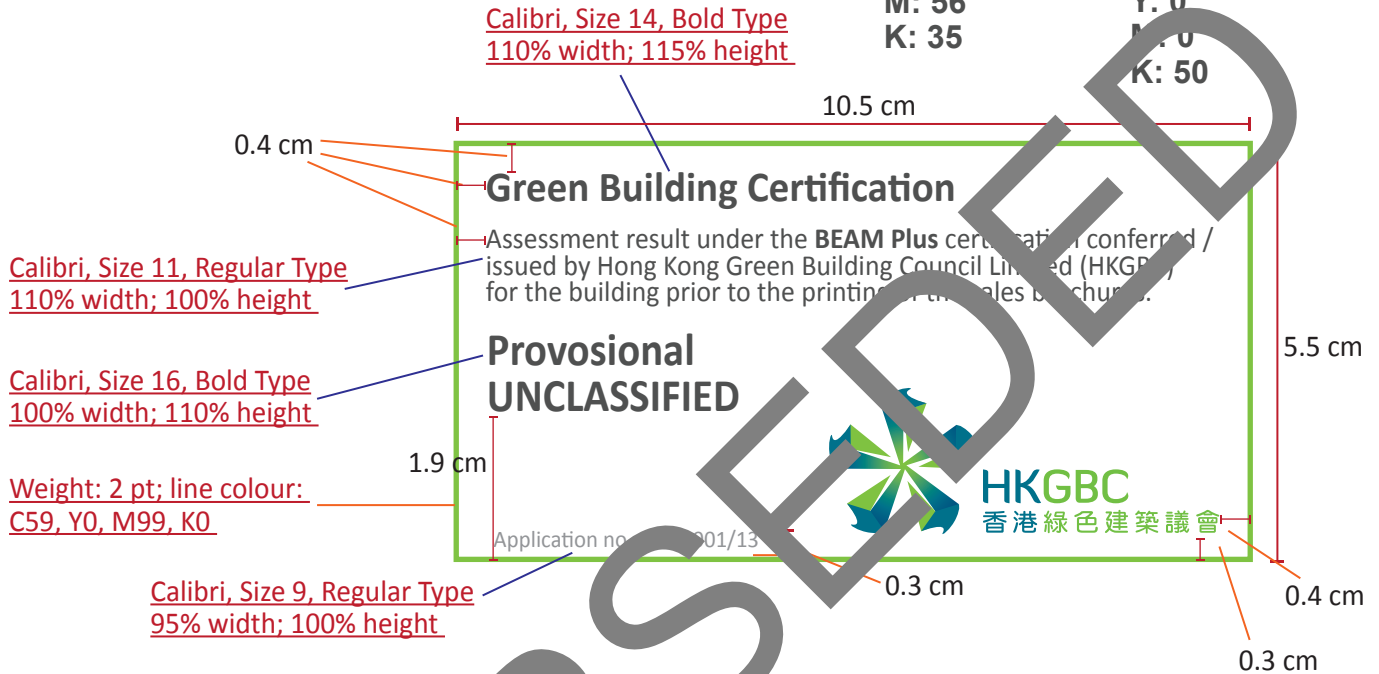 M: 56
K: 35
Y: 0
M: 0
K: 50
Calibri, Size 14, Bold Type
110% width; 115% height
10.5 cm
0.4 cm
Green Building Certification
Assessment result under the BEAM Plus conferred /
issued by Hong Kong Green Building Council
for the building prior to the
Calibri, Size 11, Regular Type
110% width; 100% height
Provosional
UNCLASSIFIED
5.5 cm
Calibri, Size 16, Bold Type
100% width; 110% height
1.9 cm
Weight: 2 pt; line colour:
C59, Y0, M99, K0
HKGBC
香港綠色建築議會
Application no
Calibri, Size 9, Regular Type
95% width; 100% height
0.3 cm
0.4 cm
0.3 cm
SEDED